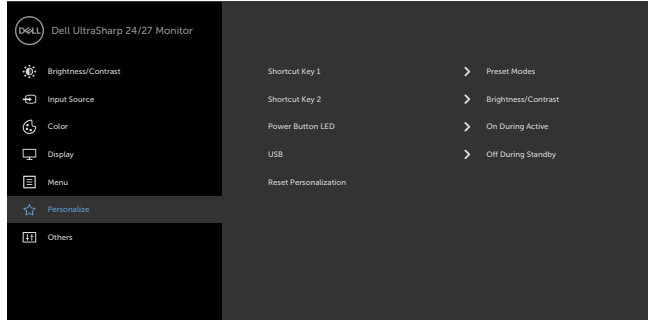 DELL Dell UltraSharp 24/27 Monitor
Brightness/Contrast Shortcut Key 1 Preset Modes
Input Source Shortcut Key 2 Brightness/Contrast
Color Power Button LED On During Active
Display USB Off During Standby
Menu Reset Personalization
Personalize
Others